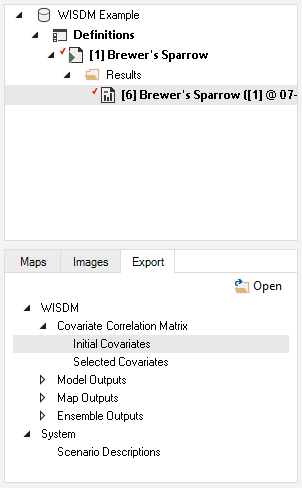 WISDM Example
Definitions
[1] Brewer's Sparrow
Results
[6] Brewer's Sparrow ([1] @ 07-
Maps Images Export
Open
WISDM
Covariate Correlation Matrix
Initial Covariates
Selected Covariates
Model Outputs
Map Outputs
Ensemble Outputs
System
Scenario Descriptions